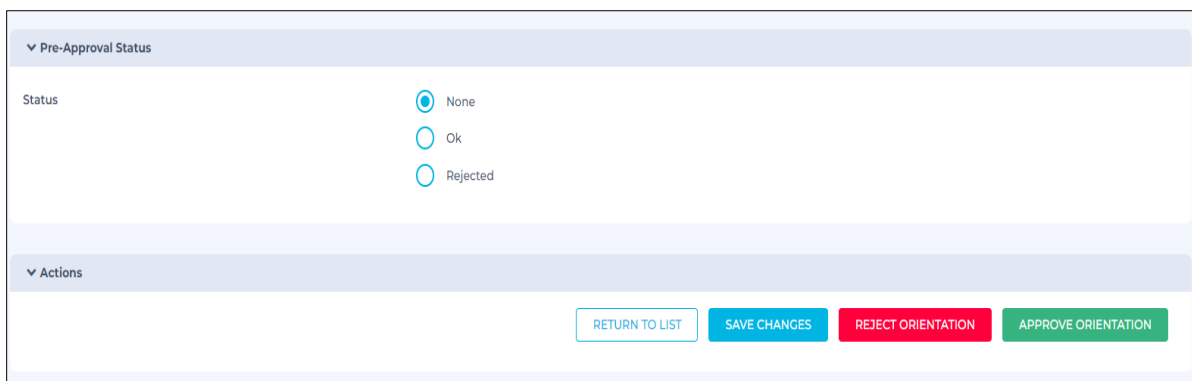 Pre-Approval Status
Status
None
Ok
Rejected
Actions
RETURN TO LIST SAVE CHANGES REJECT ORIENTATION APPROVE ORIENTATION